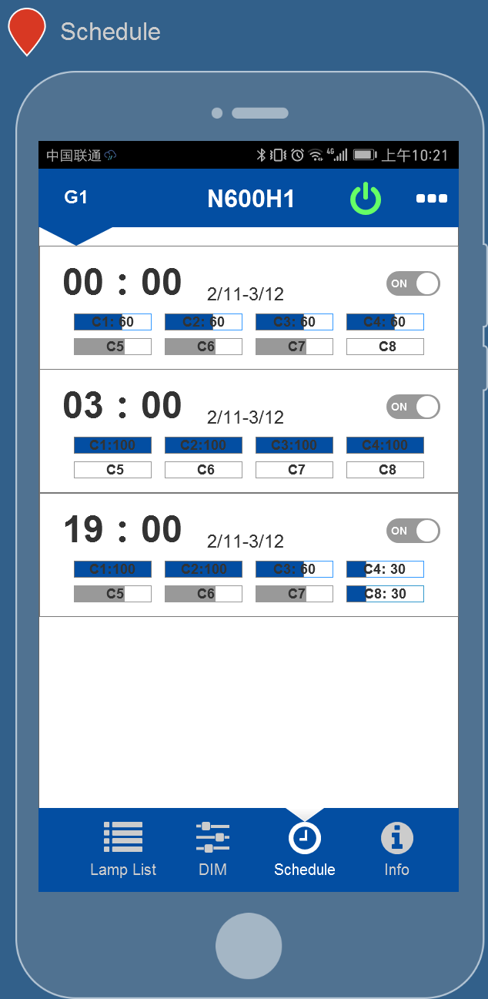 Schedule
中国联通 4G 上午10:21
G1 N600H1
00 : 00 2/11-3/12 ON
C1: 60 C2: 60 C3: 60 C4: 60
C5 C6 C7 C8
03 : 00 2/11-3/12 ON
C1:100 C2:100 C3:100 C4:100
C5 C6 C7 C8
19 : 00 2/11-3/12 ON
C1:100 C2:100 C3: 60 C4: 30
C5 C6 C7 C8: 30
Lamp List DIM Schedule Info